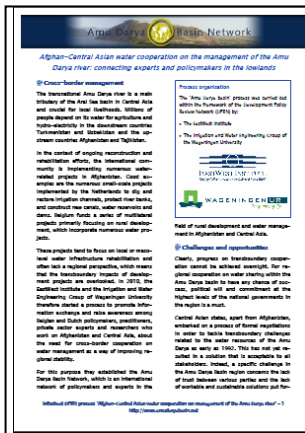 Amu Darya Basin Network
Afghan-Central Asian water cooperation on the management of the Amu
Darya river: connecting experts and policymakers in the lowlands
Cross-border management
The transnational Amu Darya river is a main
tributary of the Aral Sea basin in Central Asia
and crucial for local livelihoods. Millions of
people depend on its water for agriculture and
hydro-electricity in the downstream countries
Turkmenistan and Uzbekistan and the up-
stream countries Afghanistan and Tajikistan.
In the context of ongoing reconstruction and
rehabilitation efforts, the international com-
munity is implementing numerous water-
related projects in Afghanistan. Good ex-
amples are the numerous small-scale projects
implemented by the Netherlands to dig and
restore irrigation channels, protect river banks,
and construct new canals, water reservoirs and
dams. Belgium funds a series of multilateral
projects primarily focusing on rural develop-
ment, which incorporate numerous water pro-
jects.
These projects tend to focus on local or meso-
level water infrastructure rehabilitation and
often lack a regional perspective, which means
that the transboundary impacts of develop-
ment projects are overlooked. In 2010, the
EastWest Institute and the Irrigation and Water
Engineering Group of Wageningen University
therefore started a process to promote infor-
mation exchange and raise awareness among
Belgian and Dutch policymakers, practitioners,
private sector experts and researchers who
work on Afghanistan and Central Asia, about
the need for cross-border cooperation on
water management as a way of improving re-
gional stability.
For this purpose they established the Amu
Darya Basin Network, which is an international
network of policymakers and experts in the
Process organisation
The 'Amu Darya Basin' process was carried out
within the framework of the Development Policy
Review Network (DPRN) by:
• The EastWest Institute
• The Irrigation and Water Engineering Group of
the Wageningen University
EASTWEST INSTITUTE
WAGENINGEN UR
For quality of life
field of rural development and water manage-
ment in Afghanistan and Central Asia.
Challenges and opportunities
Clearly, progress on transboundary cooper-
ation cannot be achieved overnight. For re-
gional cooperation on water sharing within the
Amu Darya basin to have any chance of suc-
cess, political will and commitment at the
highest levels of the national governments in
the region is a must.
Central Asian states, apart from Afghanistan,
embarked on a process of formal negotiations
in order to tackle transboundary challenges
related to the water resources of the Amu
Darya as early as 1992. This has not yet re-
sulted in a solution that is acceptable to all
stakeholders. Indeed, a specific challenge in
the Amu Darya Basin region concerns the lack
of trust between various parties and the lack
of workable and sustainable solutions put for-
Infosheet DPRN process 'Afghan-Central Asian water cooperation on management of the Amu Darya river' – 1
http://www.amudaryabasin.net